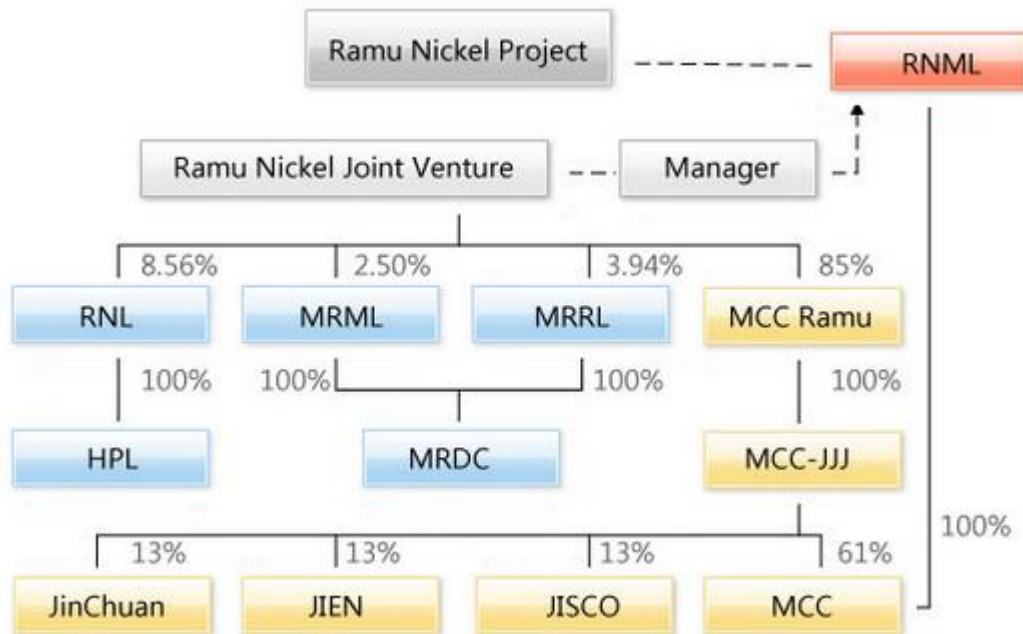 Ramu Nickel Project
RNML
Ramu Nickel Joint Venture
Manager
8.56%
2.50%
3.94%
85%
RNL
MRML
MRRL
MCC Ramu
100%
100%
100%
100%
HPL
MRDC
MCC-JJJ
100%
13%
13%
13%
61%
JinChuan
JIEN
JISCO
MCC